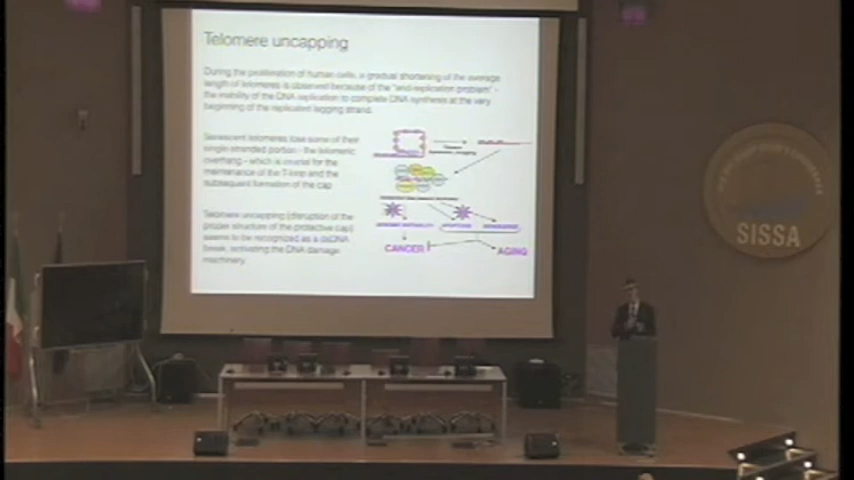 Telomere uncapping
During the proliferation of human cells, a gradual shortening of the average
length of telomeres is observed because of the "end-replication problem" -
the inability of the DNA replication to complete DNA synthesis at the very
beginning of the replicated lagging strand.
Senescent telomeres lose some of their
single stranded portion - the telomeric
overhang - which is crucial for the
maintenance of the T-loop and the
subsequent formation of the cap
Telomere uncapping (disruption of the
proper structure of the protective cap)
seems to be recognized as a dsDNA
break, activating the DNA damage
machinery.
GENOMIC INSTABILITY
APOPTOSIS
SENESCENCE
CANCER
AGING
SISSA